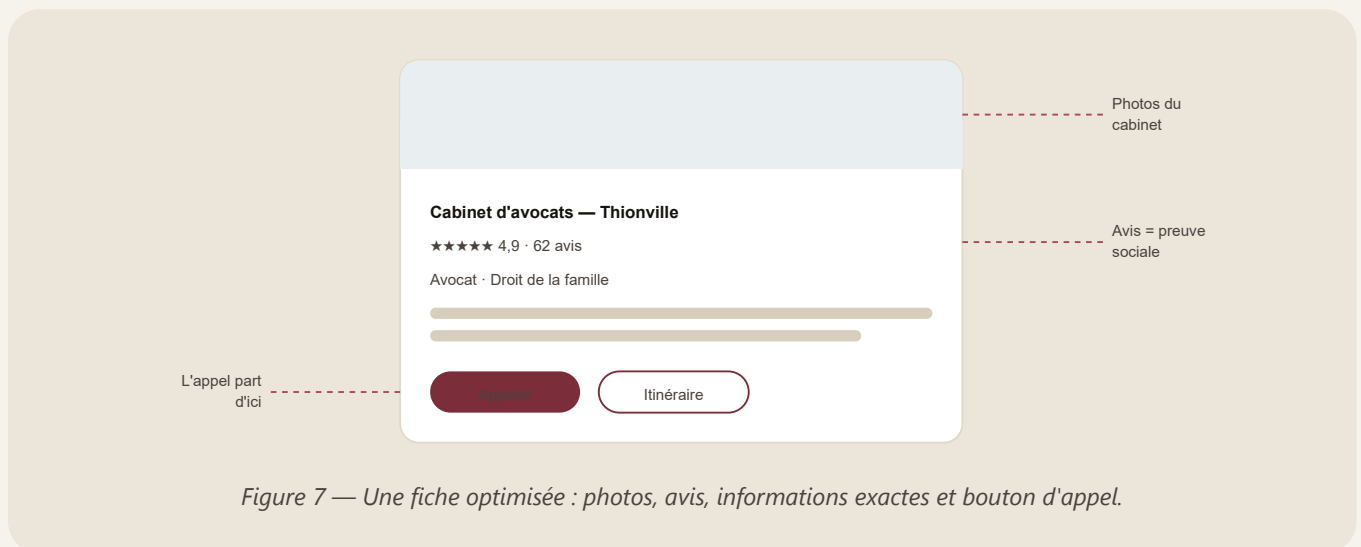 Photos du
cabinet
Cabinet d'avocats — Thionville
Avis = preuve
sociale
★★★★★ 4,9 · 62 avis
Avocat · Droit de la famille
L'appel part
d'ici
Itinéraire
Figure 7 — Une fiche optimisée : photos, avis, informations exactes et bouton d'appel.